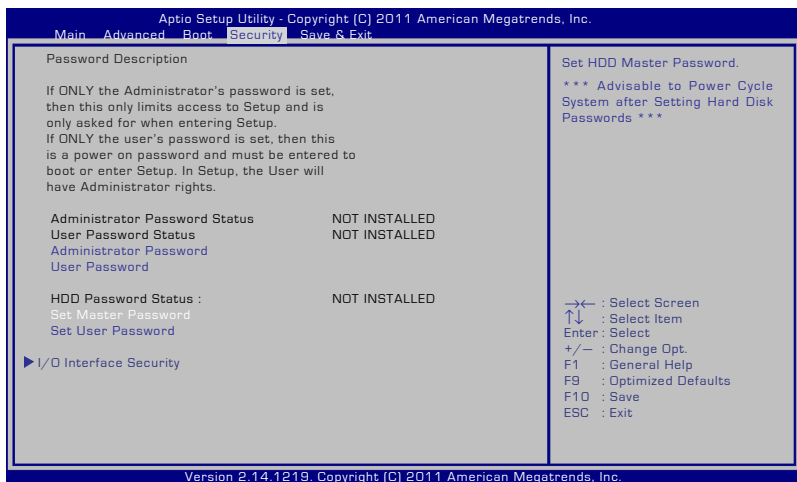 Aptio Setup Utility - Copyright (C) 2011 American Megatrends, Inc.
Main Advanced Boot Security Save & Exit
Password Description
If ONLY the Administrator's password is set,
then this only limits access to Setup and is
only asked for when entering Setup.
If ONLY the user's password is set, then this
is a power on password and must be entered to
boot or enter Setup. In Setup, the User will
have Administrator rights.
Administrator Password Status NOT INSTALLED
User Password Status NOT INSTALLED
Administrator Password
User Password
HDD Password Status : NOT INSTALLED
Set Master Password
Set User Password
I/O Interface Security
Set HDD Master Password.
*** Advisable to Power Cycle
System after Setting Hard Disk
Passwords ***
→← : Select Screen
↑↓ : Select Item
Enter : Select
+/— : Change Opt.
F1 : General Help
F9 : Optimized Defaults
F10 : Save
ESC : Exit
Version 2.14.1219. Copyright (C) 2011 American Megatrends, Inc.